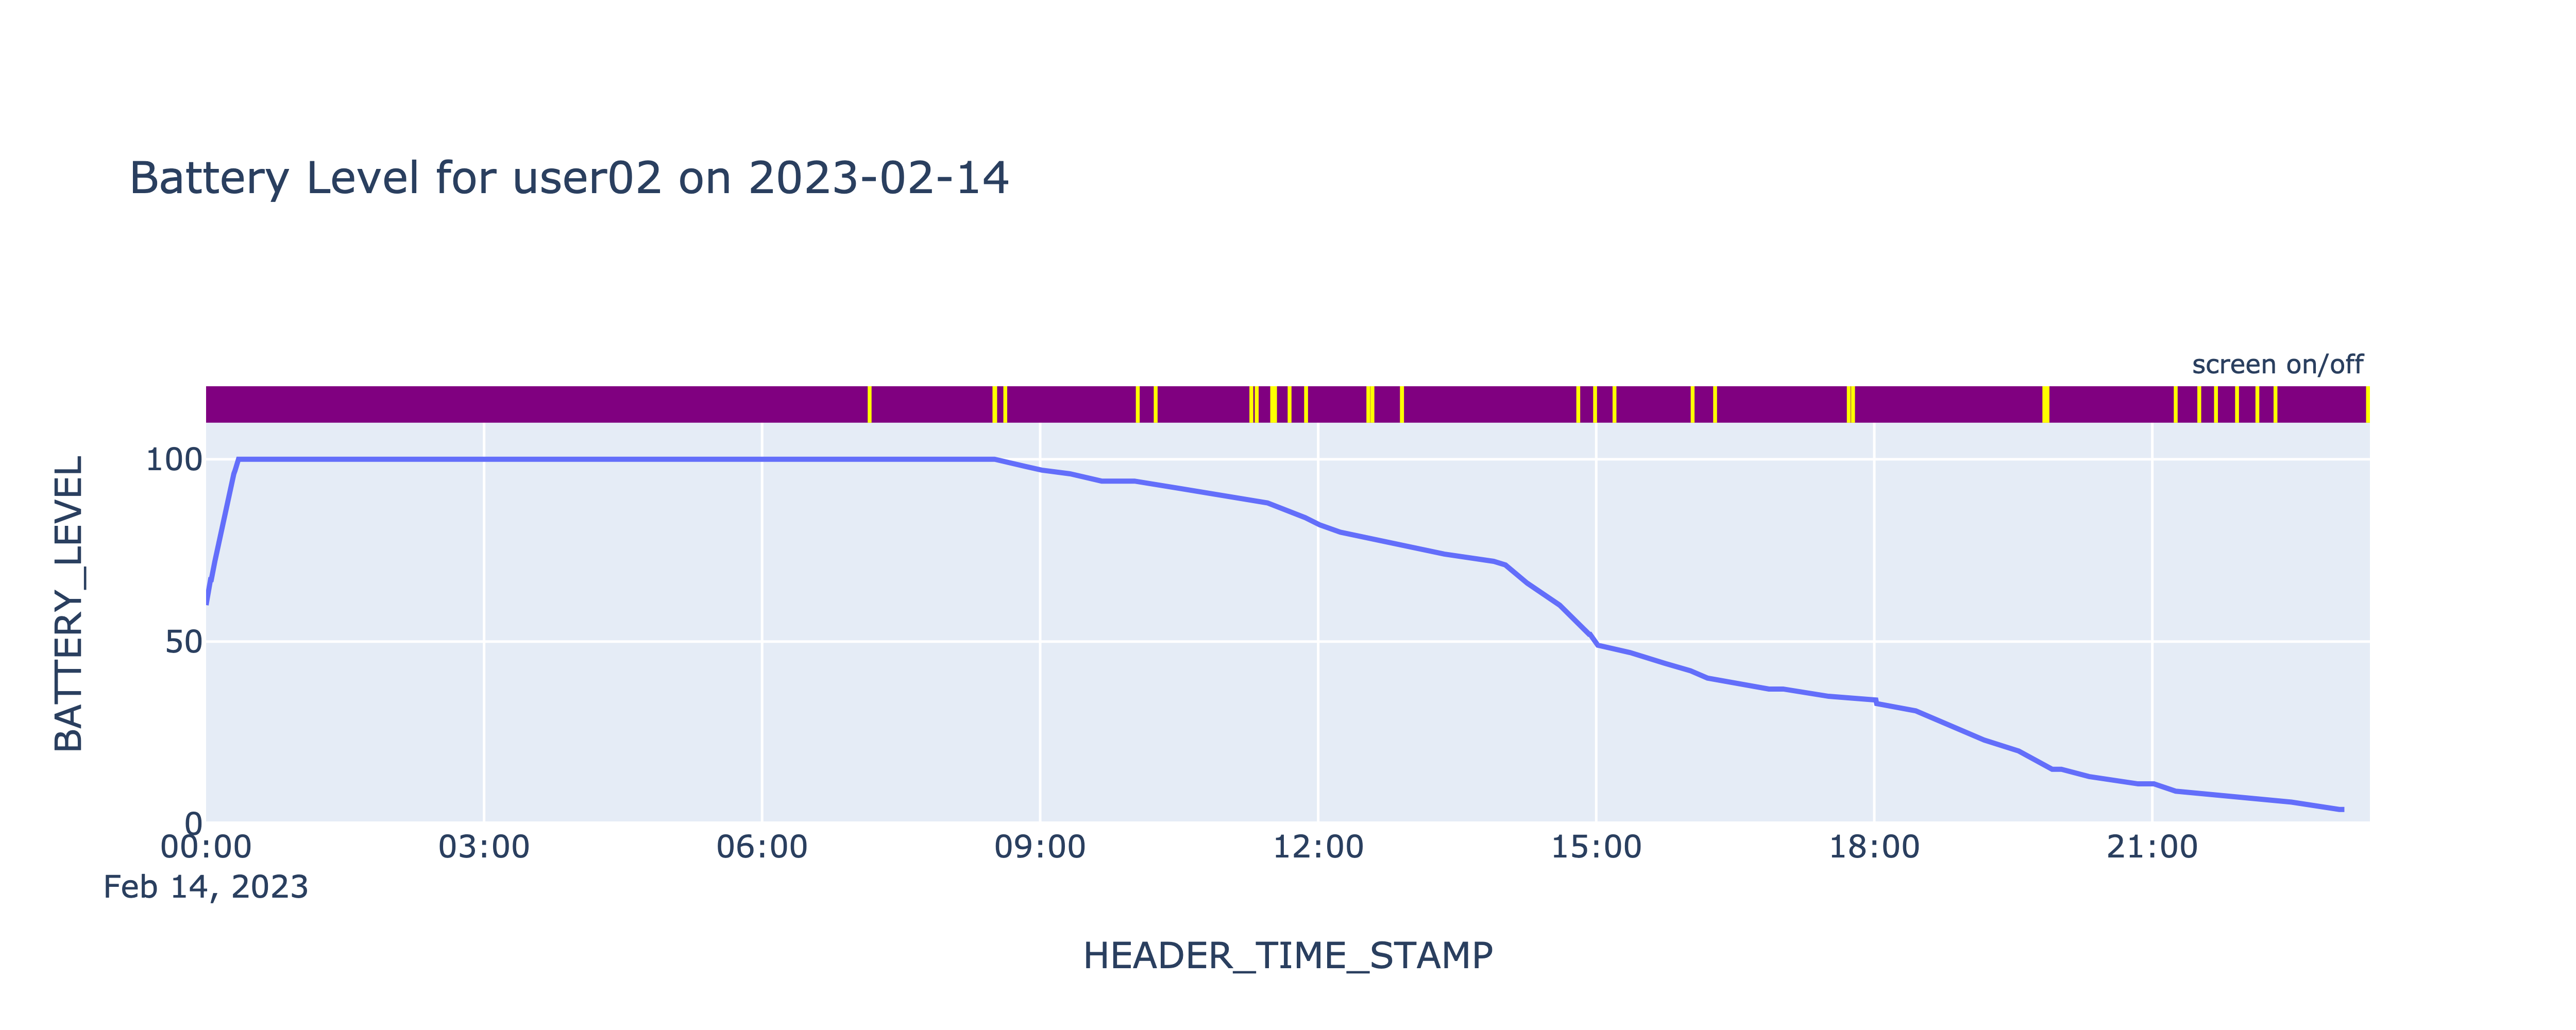 Battery Level for user02 on 2023-02-14
screen on/off
BATTERY_LEVEL
100
50
0
00:00 03:00 06:00 09:00 12:00 15:00 18:00 21:00
Feb 14, 2023
HEADER_TIME_STAMP